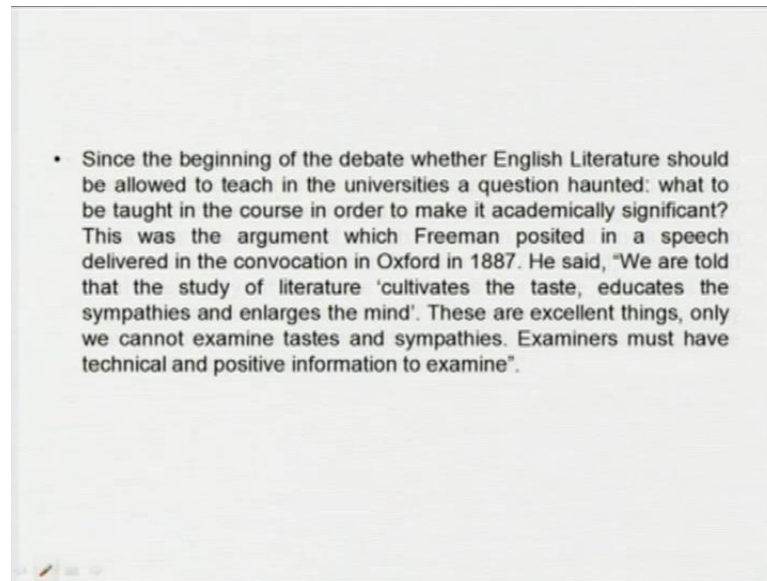 • Since the beginning of the debate whether English Literature should
be allowed to teach in the universities a question haunted: what to
be taught in the course in order to make it academically significant?
This was the argument which Freeman posited in a speech
delivered in the convocation in Oxford in 1887. He said, “We are told
that the study of literature ‘cultivates the taste, educates the
sympathies and enlarges the mind’. These are excellent things, only
we cannot examine tastes and sympathies. Examiners must have
technical and positive information to examine”.